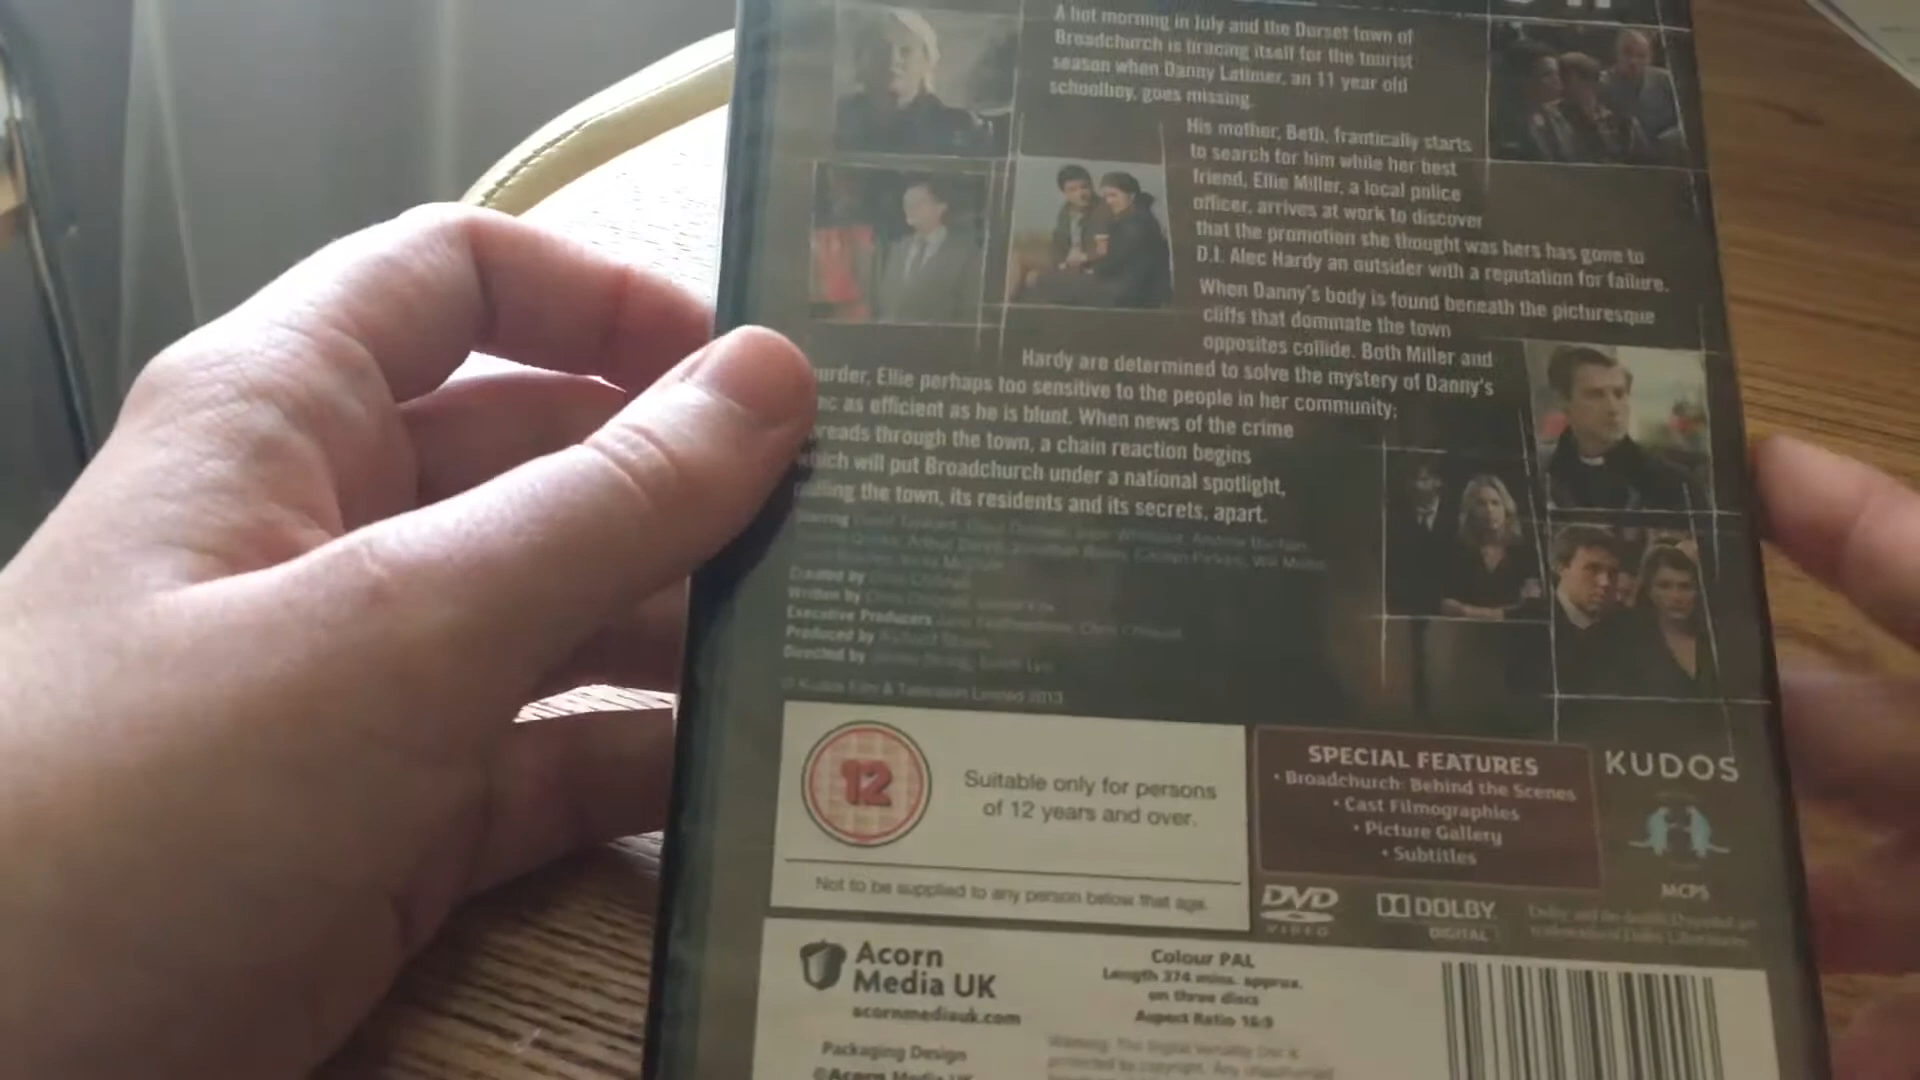 A hot morning in July and the Dorset town of
Broadchurch is bracing itself for the tourist
season when Danny Latimer, an 11 year old
schoolboy, goes missing.
His mother, Beth, frantically starts
to search for him while her best
friend, Ellie Miller, a local police
officer, arrives at work to discover
that the promotion she thought was hers has gone to
D.I. Alec Hardy an outsider with a reputation for failure.
When Danny's body is found beneath the picturesque
cliffs that dominate the town
opposites collide. Both Miller and
Hardy are determined to solve the mystery of Danny's
urder, Ellie perhaps too sensitive to the people in her community;
ec as efficient as he is blunt. When news of the crime
reads through the town, a chain reaction begins
which will put Broadchurch under a national spotlight,
the town, its residents and its secrets, apart.
Starring
Created by
Written by
Executive Producers
Produced by
Directed by
© Kudos Film & Television Limited 2013
12
Suitable only for persons
of 12 years and over.
Not to be supplied to any person below that age.
SPECIAL FEATURES
• Broadchurch: Behind the Scenes
• Cast Filmographies
• Picture Gallery
• Subtitles
KUDOS
MCPS
DVD
VIDEO
DOLBY
DIGITAL
Acorn
Media UK
acornmediauk.com
Colour PAL
Length 374 mins. approx.
on three discs
Aspect Ratio 16:9
Packaging Design
©Acorn Media UK